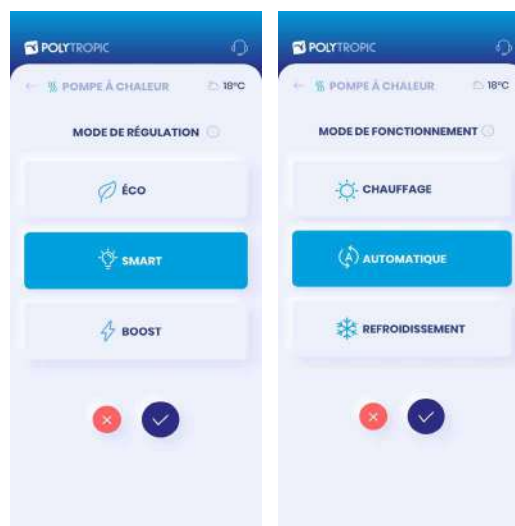 POLYTROPIC
POMPE À CHALEUR 18°C
MODE DE RÉGULATION
ÉCO
SMART
BOOST
POLYTROPIC
POMPE À CHALEUR 18°C
MODE DE FONCTIONNEMENT
CHAUFFAGE
A AUTOMATIQUE
REFROIDISSEMENT